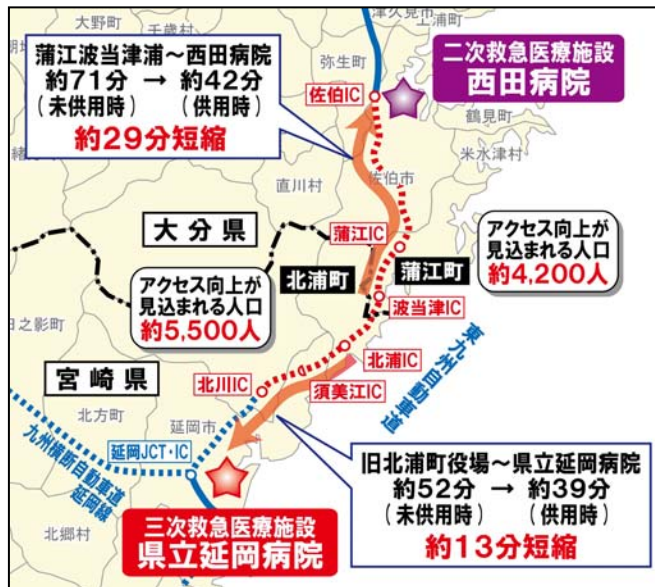 大野町
千歳村
津久見市
上浦町
蒲江波当津浦～西田病院
約71分 → 約42分
（未供用時） （供用時）
約29分短縮
弥生町
佐伯IC
二次救急医療施設
西田病院
鶴見町
米水津村
直川村
佐伯市
大分県
蒲江IC
アクセス向上が
見込まれる人口
約4,200人
北浦町
蒲江町
アクセス向上が
見込まれる人口
約5,500人
波当津IC
日之影町
東九州自動車道
北浦IC
宮崎県
北川IC
須美江IC
北方町
延岡市
九州横断自動車道
延岡線
延岡JCT・IC
旧北浦町役場～県立延岡病院
約52分 → 約39分
（未供用時） （供用時）
約13分短縮
北郷村
三次救急医療施設
県立延岡病院